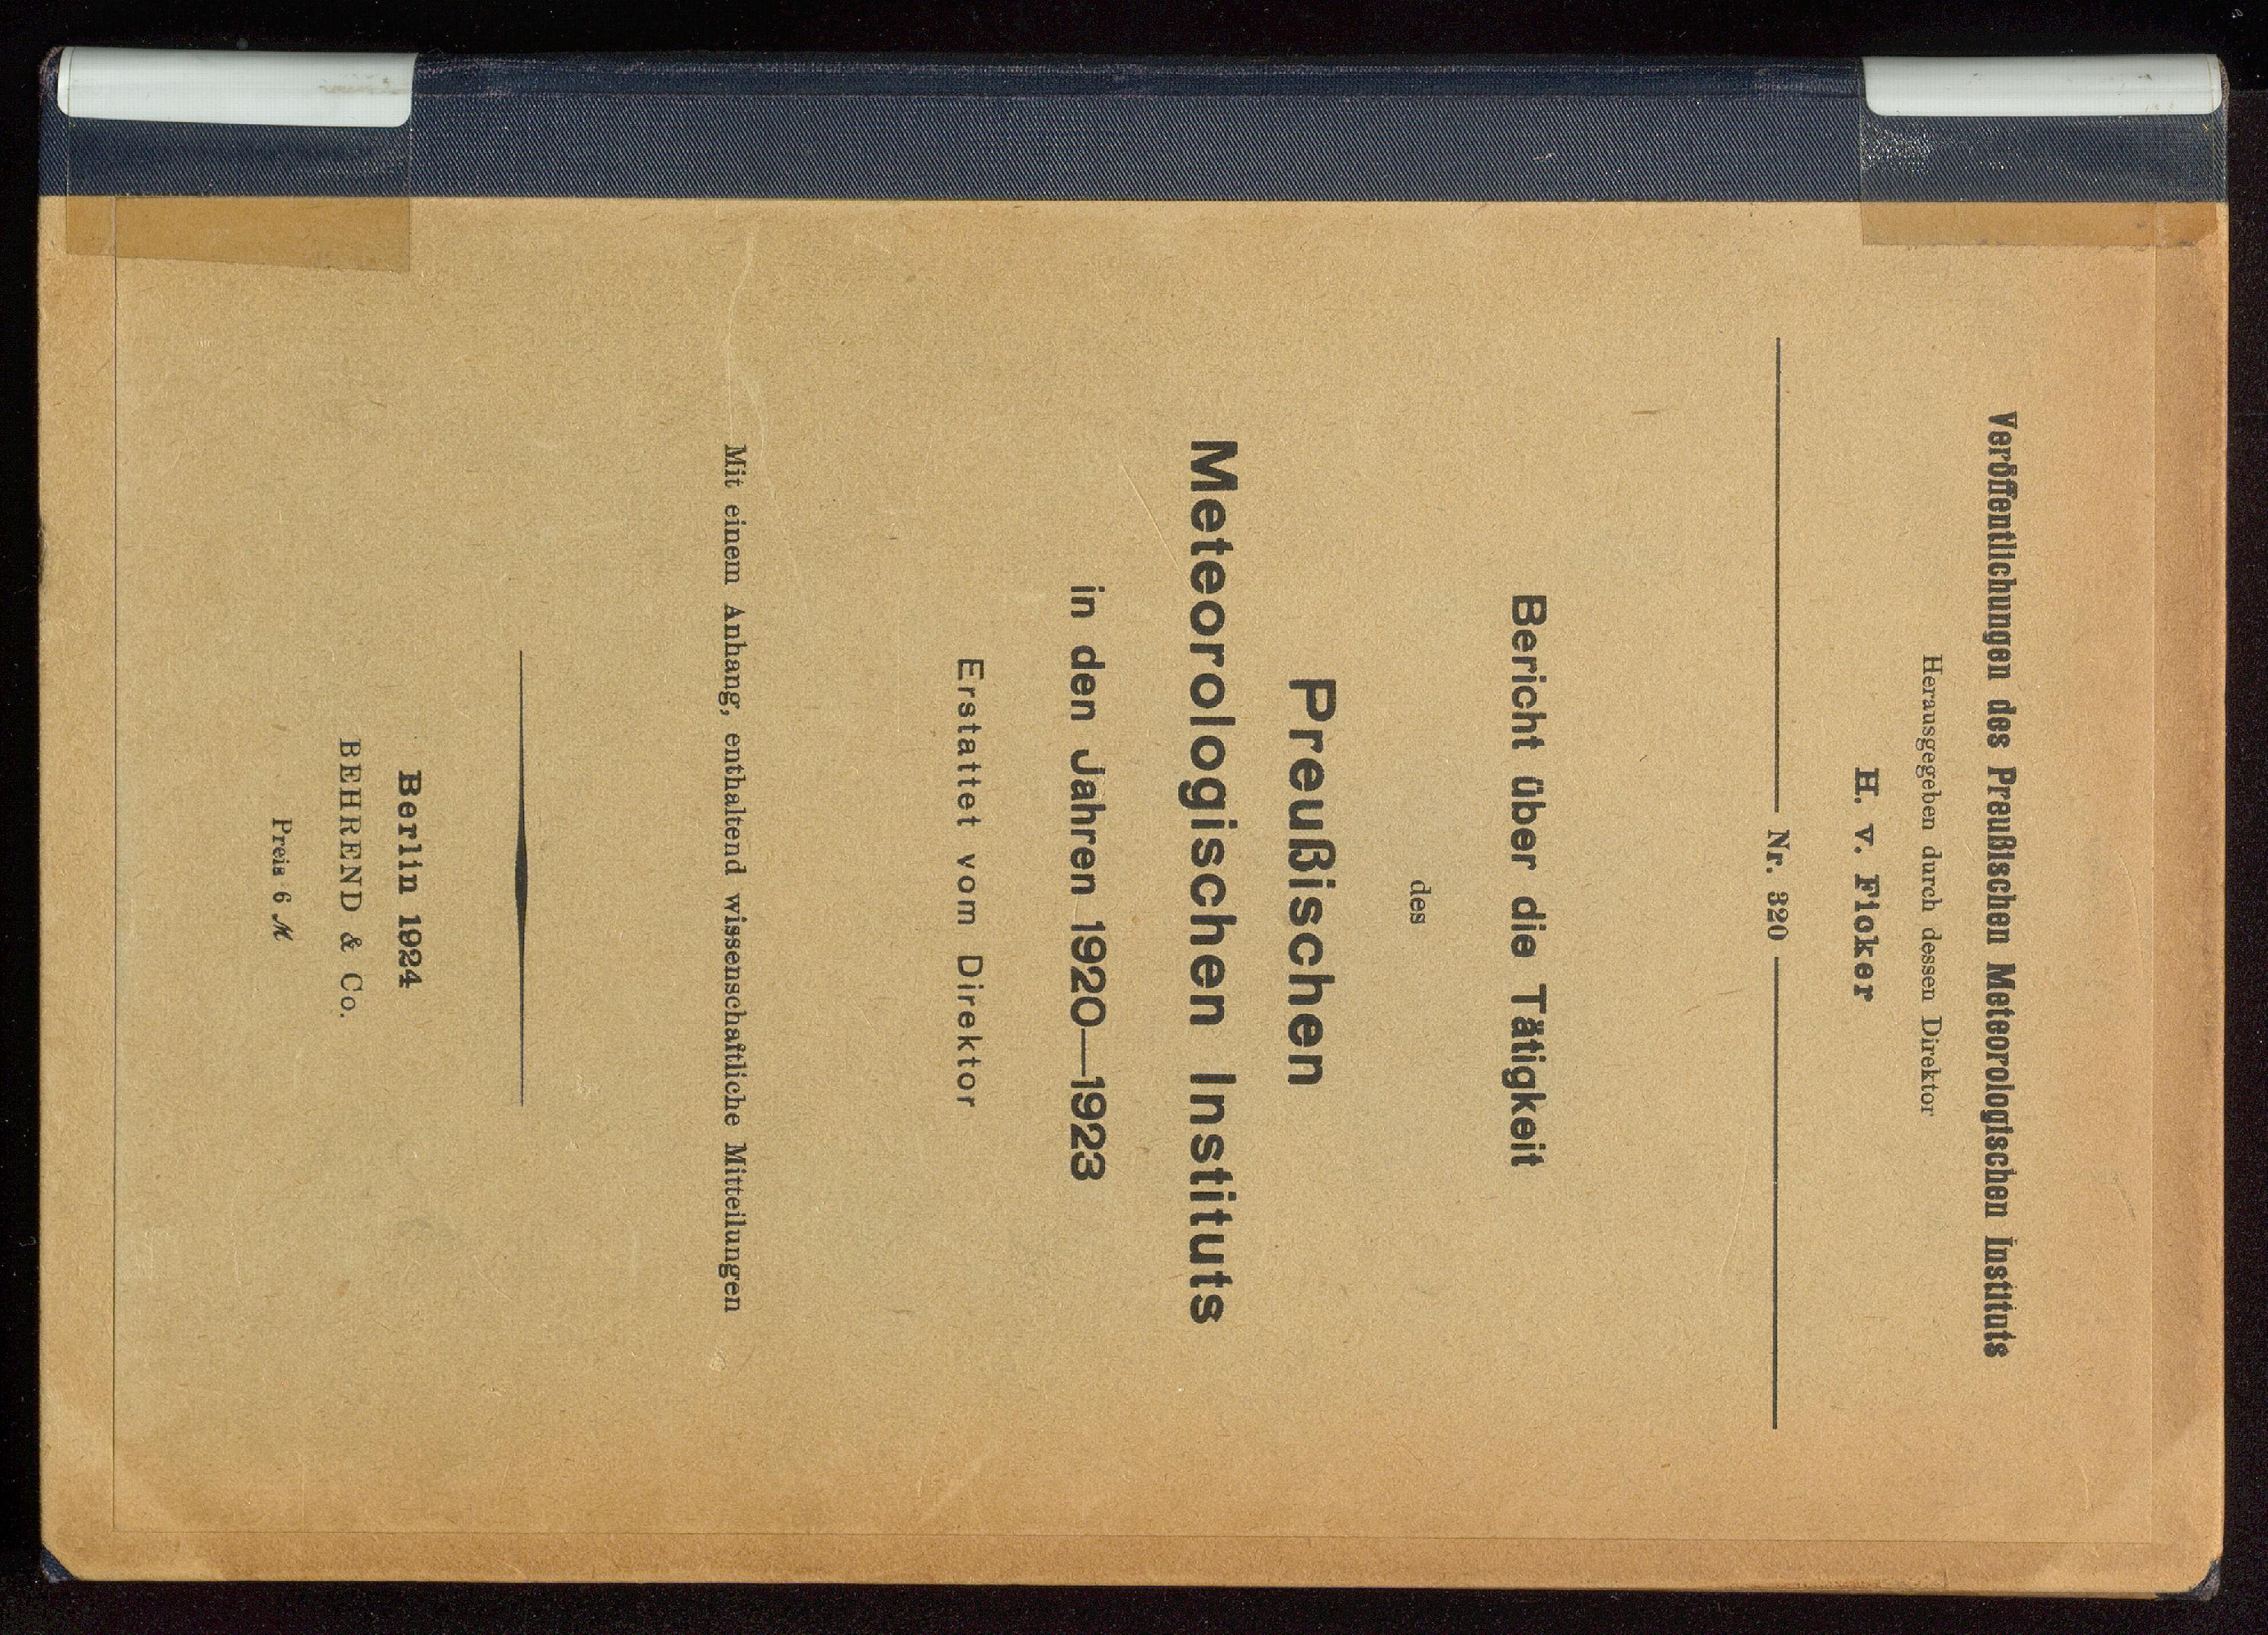 Veröffentlichungen des Preußischen Meteorologischen Instituts
Herausgegeben durch dessen Direktor
H. v. Ficker
Nr. 320
Bericht über die Tätigkeit
des
Preußischen
Meteorologischen Instituts
in den Jahren 1920—1923
Erstattet vom Direktor
Mit einem Anhang, enthaltend wissenschaftliche Mitteilungen
Berlin 1924
BEHREND & Co.
Preis 6 ℳ